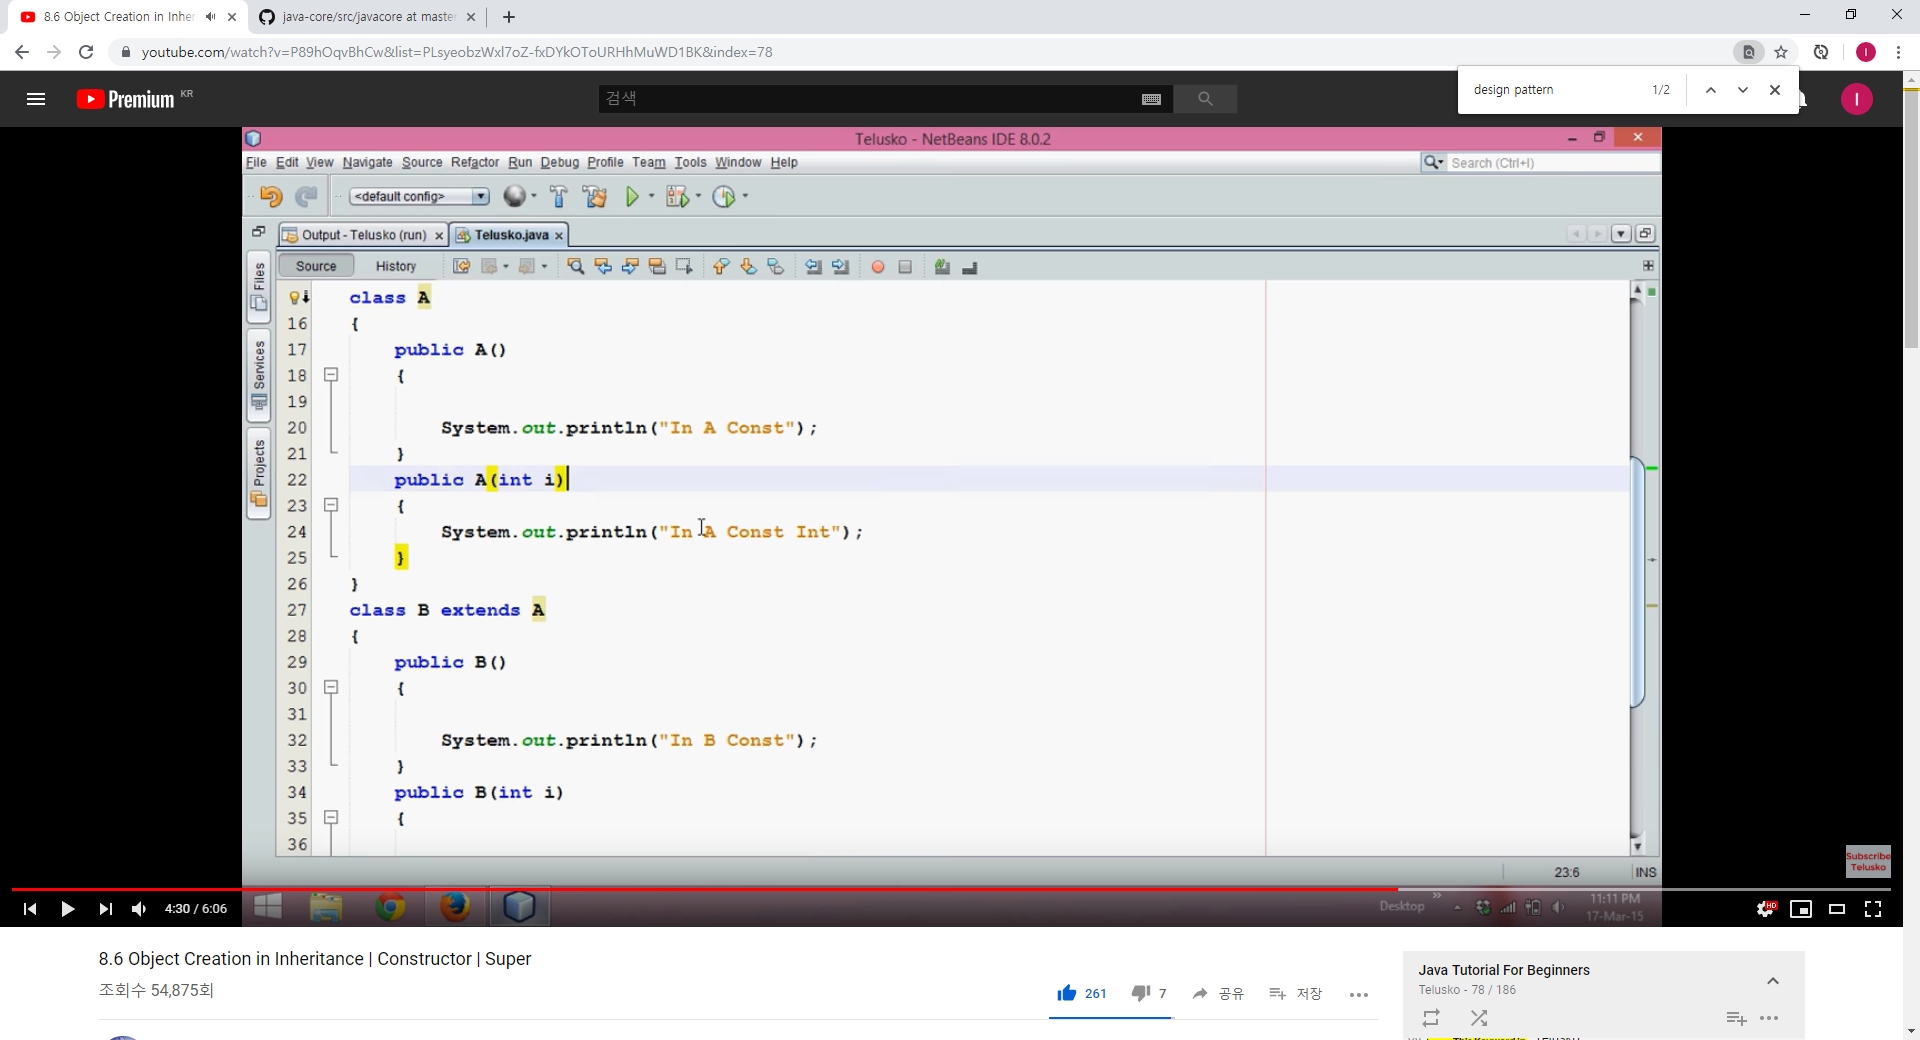 8.6 Object Creation in Inher
java-core/src/javacore at master
youtube.com/watch?v=P89hOqvBhCw&list=PLsyeobzWxl7oZ-fxDYkOToURHhMuWD1BK&index=78
I
Premium KR
검색
design pattern 1/2
I
Telusko - NetBeans IDE 8.0.2
File Edit View Navigate Source Refactor Run Debug Profile Team Tools Window Help
Search (Ctrl+I)
<default config>
Output - Telusko (run)
Telusko.java
Source History
Files
Services
Projects
class A
16 {
17 public A()
18 {
19
20 System.out.println("In A Const");
21 }
22 public A(int i)
23 {
24 System.out.println("In A Const Int");
25 }
26 }
27 class B extends A
28 {
29 public B()
30 {
31
32 System.out.println("In B Const");
33 }
34 public B(int i)
35 {
36
Subscribe
Telusko
23:6 INS
4:30 / 6:06
Desktop
11:11 PM
17-Mar-15
HD
8.6 Object Creation in Inheritance | Constructor | Super
조회수 54,875회
261 7 공유 저장
Java Tutorial For Beginners
Telusko - 78 / 186